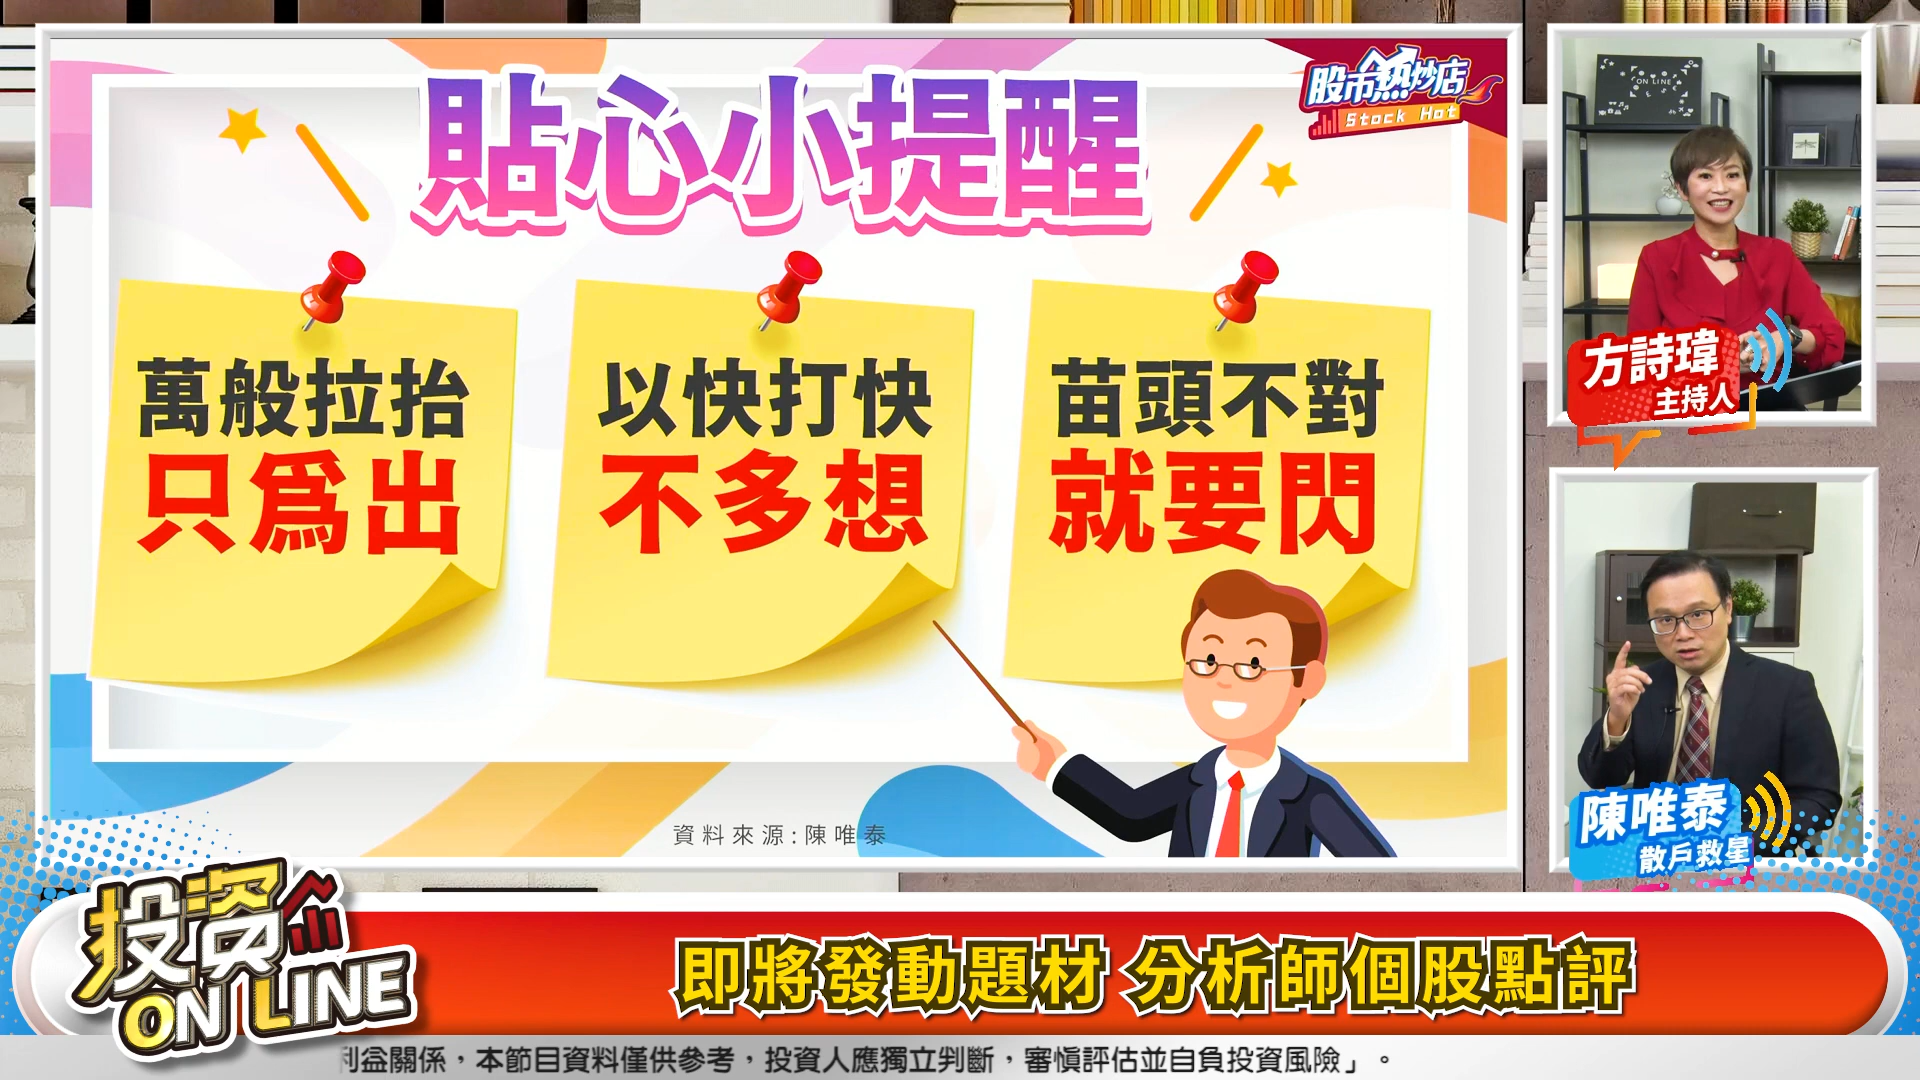 貼心小提醒
股市熱炒店
Stock Hot
萬般拉抬
只為出
以快打快
不多想
苗頭不對
就要閃
資料來源:陳唯泰
ON LINE
方詩瑋
主持人
陳唯泰
散戶救星
投資
ON LINE
即將發動題材 分析師個股點評
利益關係，本節目資料僅供參考，投資人應獨立判斷，審慎評估並自負投資風險」。